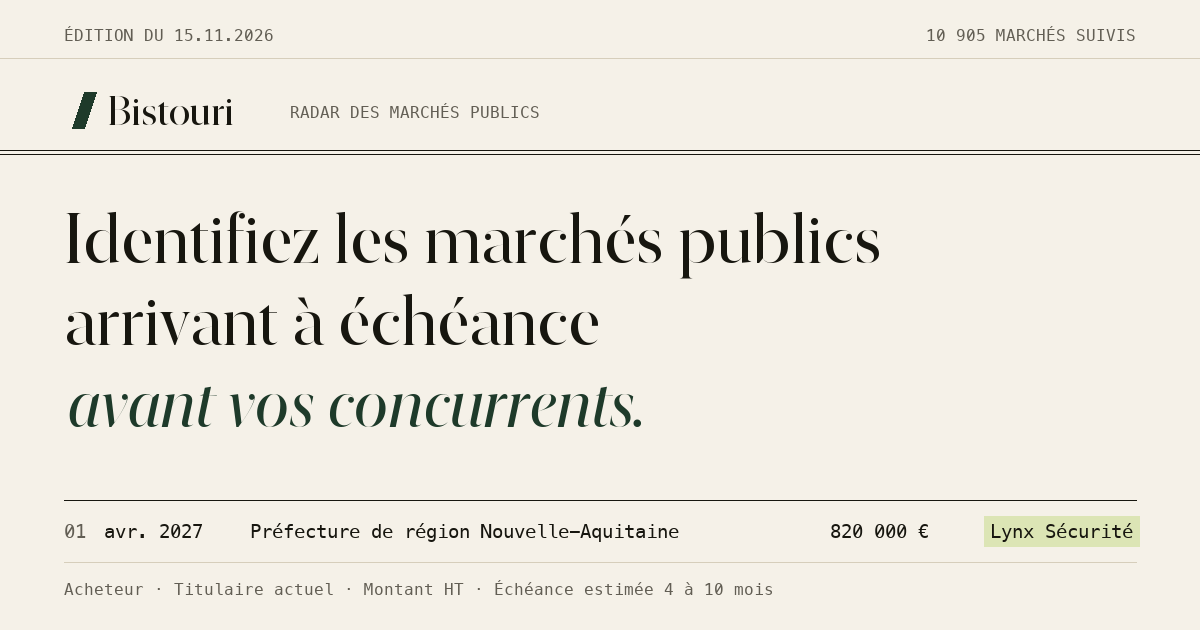 ÉDITION DU 15.11.2026
10 905 MARCHÉS SUIVIS
Bistouri
RADAR DES MARCHÉS PUBLICS
Identifiez les marchés publics
arrivant à échéance
avant vos concurrents.
01 avr. 2027 Préfecture de région Nouvelle-Aquitaine 820 000 € Lynx Sécurité
Acheteur · Titulaire actuel · Montant HT · Échéance estimée 4 à 10 mois